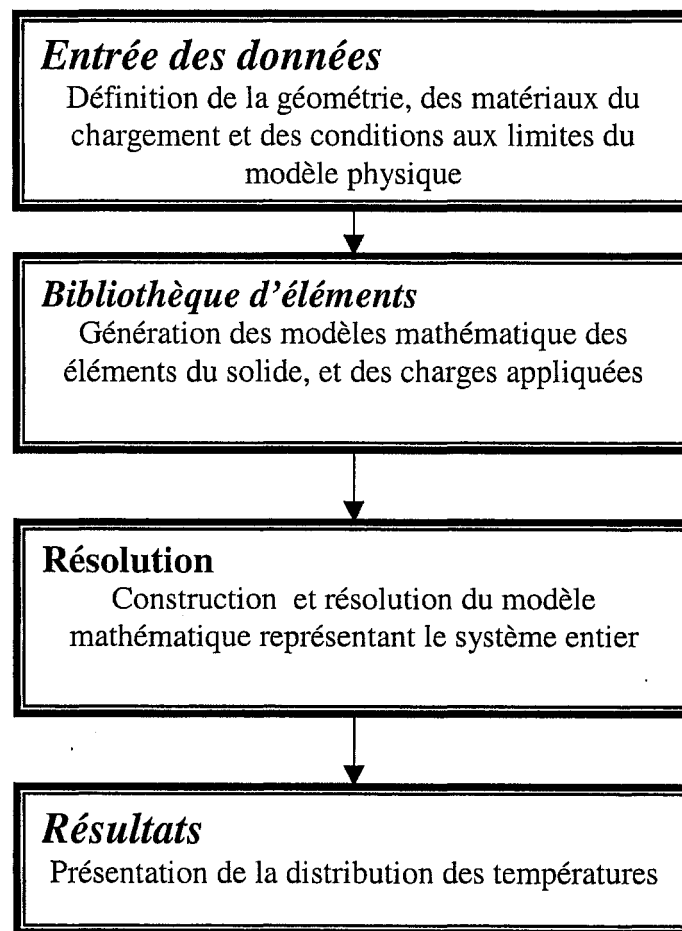 Entrée des données
Définition de la géométrie, des matériaux du
chargement et des conditions aux limites du
modèle physique
Bibliothèque d'éléments
Génération des modèles mathématique des
éléments du solide, et des charges appliquées
Résolution
Construction et résolution du modèle
mathématique représentant le système entier
Résultats
Présentation de la distribution des températures